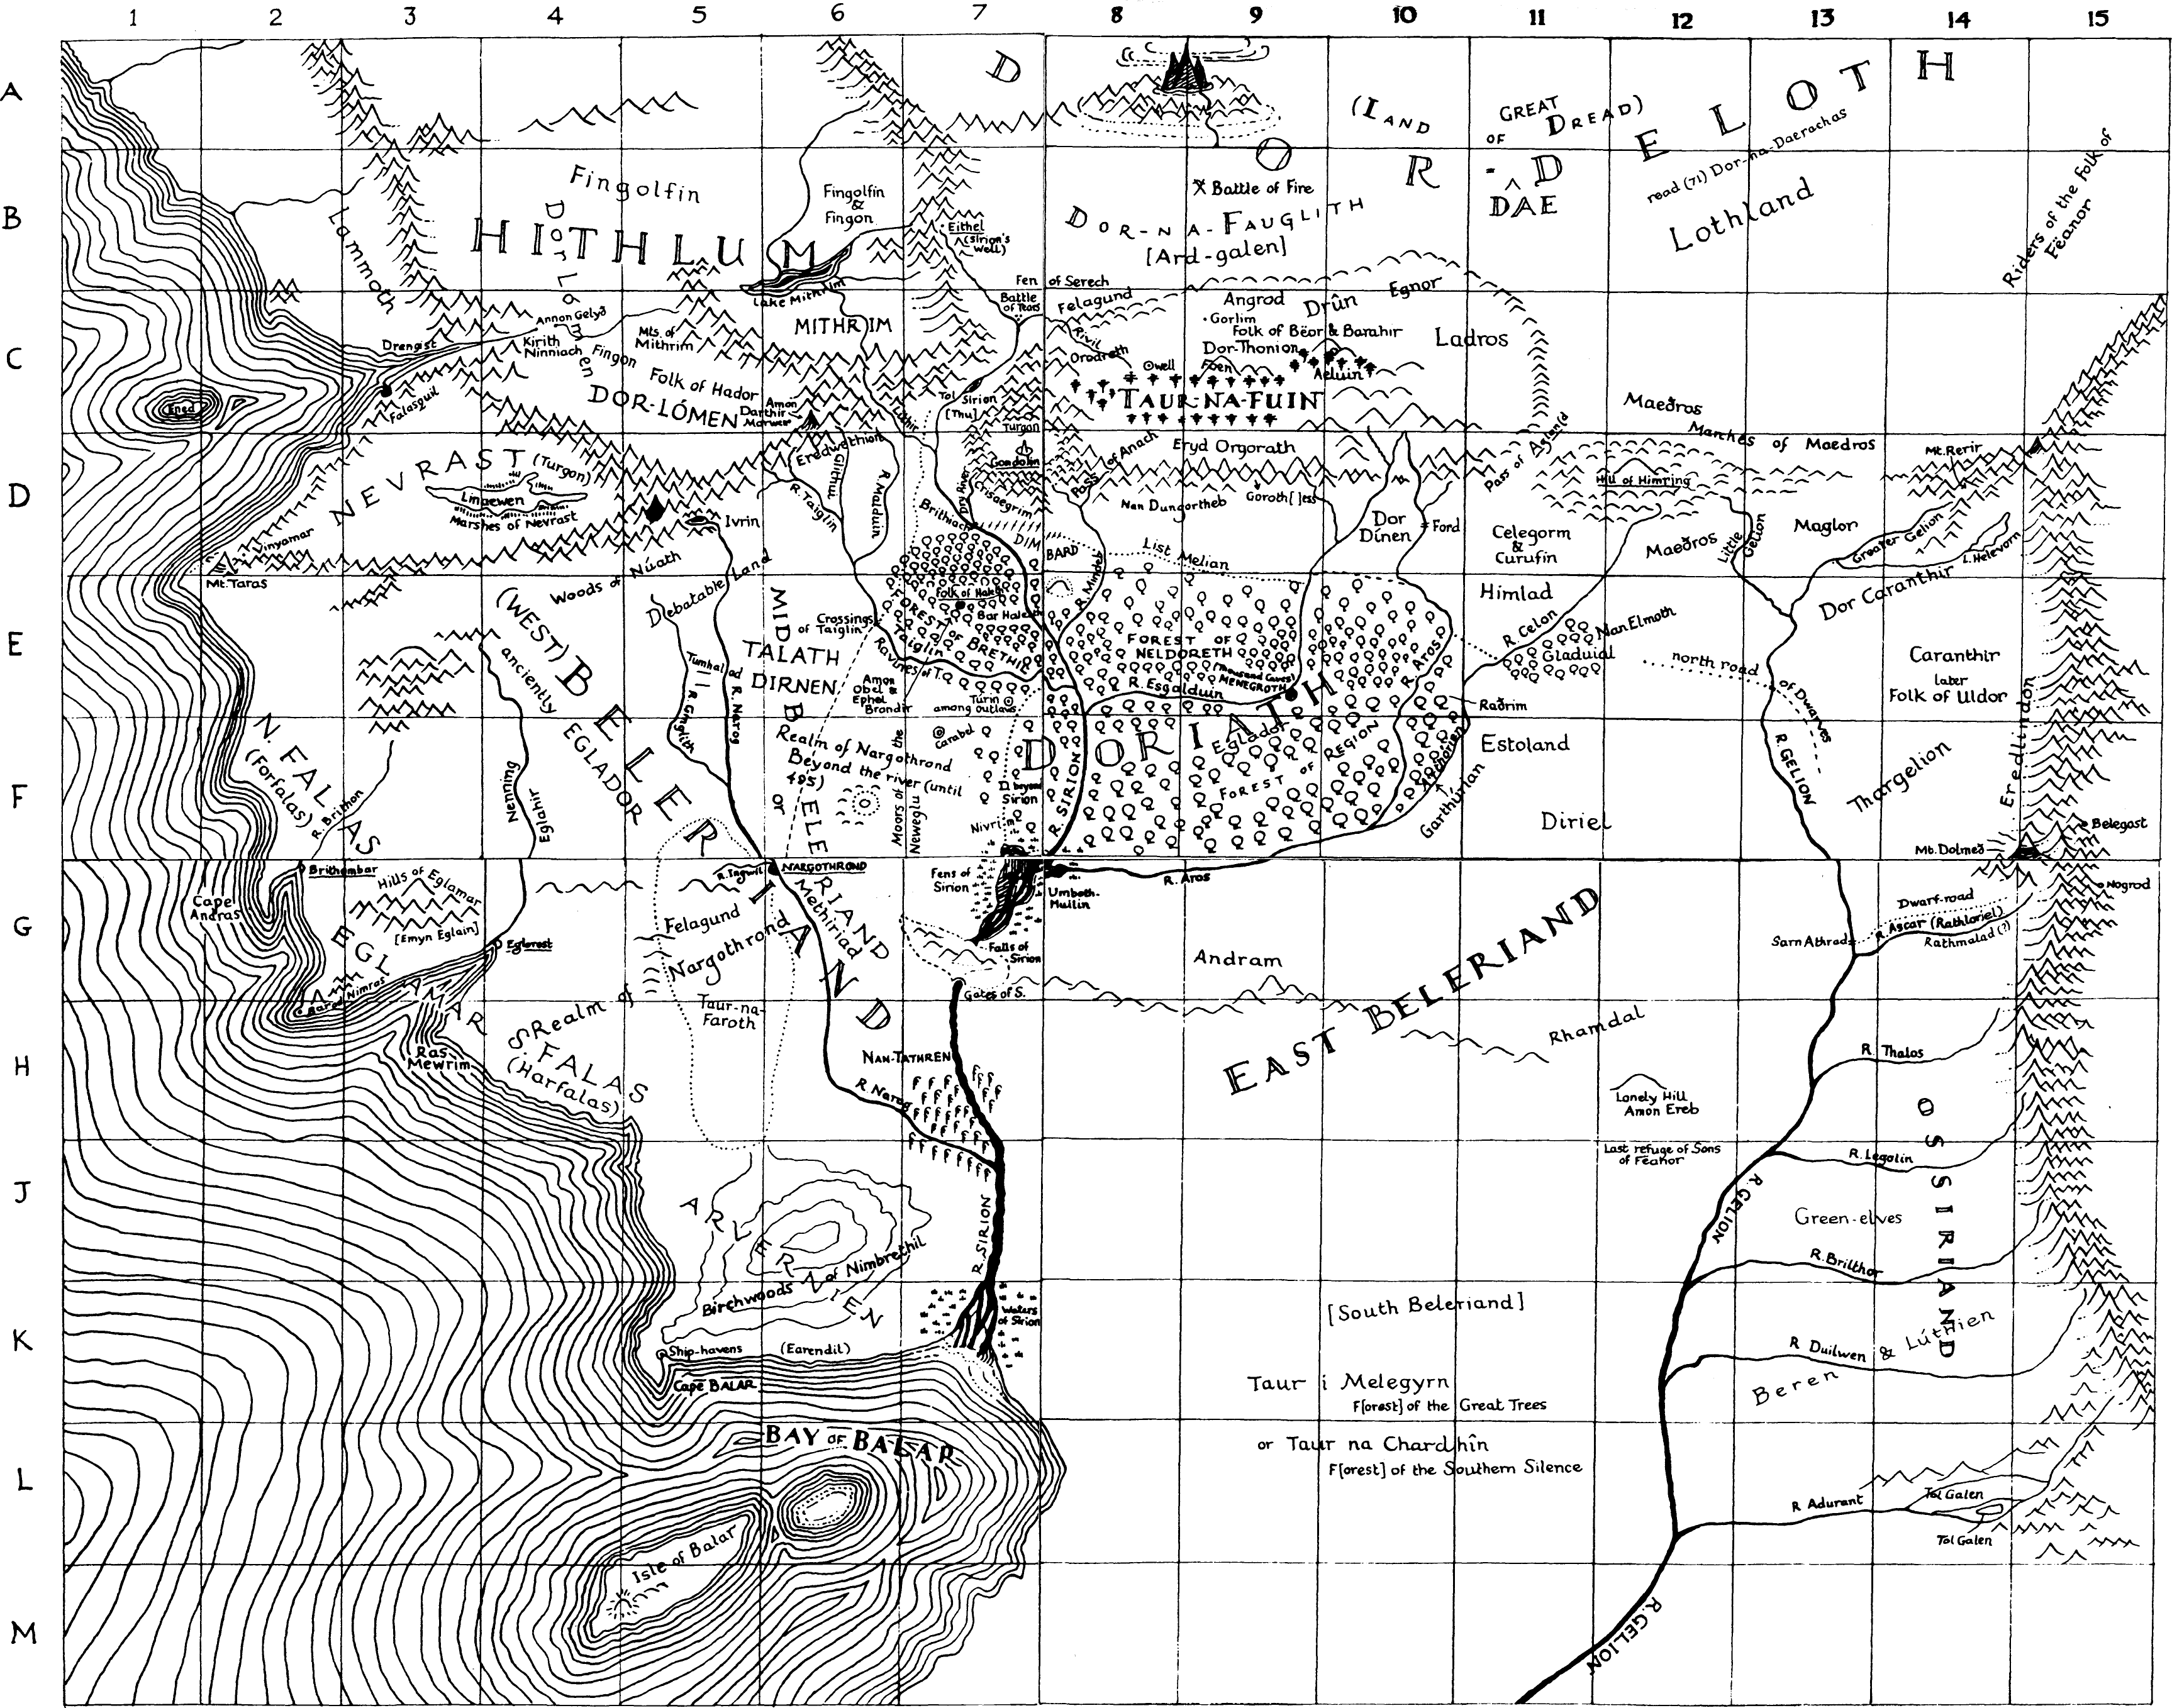 1 2 3 4 5 6 7 8 9 10 11 12 13 14 15
A
B
C
D
E
F
G
H
J
K
L
M
D
R - D
DAE
E L O T H
(LAND
OF
GREAT
DREAD)
read (71) Dor-na-Daerachas
Lothland
Riders of the folk of
Fëanor
Fingolfin
Fingolfin
&
Fingon
HITHLUM
Dor Lammen
Lammoth
Eithel
(Sirion's
Well)
Battle of Fire
DOR-NA-FAUGLITH
[Ard-galen]
Lake Mithrim
MITHRIM
Fen of Serech
Battle
of Tears
Felagund
Angrod
Drûn
Egnor
Gorlim
Folk of Bëor & Barahir
Dor-Thonion
Ladros
Rivil
Orodreth
Owell
Foen
Aeluin
TAUR-NA-FUIN
Annon Gelyð
Drengist
Kirith
Ninniach
Fingon
Mts. of
Mithrim
Folk of Hador
DOR-LÓMEN
Amon
Darthir
Morwen
Falasquil
Ened
Tol Sirion
[Thu]
Turgon
Gondolin
Crisaegrim
Maeðros
Marches of Maedros
Pass of Aglond
Mt. Rerir
Eryd Orgorath
Pass of Anach
NEVRAST
(Turgon)
Linaewen
Marshes of Nevrast
Eredwethion
Glithui
R. Malduin
R. Taiglin
Brithiach
Dry River
DIM
BARD
Nan Dungortheb
Goroth[ ]ess
Hill of Himring
Dor
Dínen
Ford
Celegorm
&
Curufin
Maeðros
Little
Gelion
Maglor
Greater Gelion
L. Helevorn
Vinyamar
Mt. Taras
Ivrin
Woods of Núath
Debatable Land
List Melian
R. Mindeb
Himlad
Dor Caranthir
(WEST)
BELERIAND
anciently
EGLADOR
MID
TALATH
DIRNEN
Crossings
of Taiglin
Folk of Haleth
Bar Haleth
FOREST OF BRETHIL
Taiglin
Ravines of T.
FOREST OF
NELDORETH
(Thousand Caves)
MENEGROTH
R. Esgalduin
R. Aros
R. Celon
Nan Elmoth
Gladuial
north road
of Dwarves
Caranthir
later
Folk of Uldor
Tumhalad
R. Ginglith
R. Narog
Amon
Obel &
Ephel
Brandir
Túrin
among outlaws
Raðrim
Estoland
DORIATH
Eglador
FOREST OF REGION
R. SIRION
Garthúrian
Diriel
R. GELION
Thargelion
Eredlindon
N. FALAS
(Forfalas)
R. Brithon
Nenning
Eglahir
or
BELERIAND
Realm of Nargothrond
Beyond the river (until
495)
Carabel
Moors of the
Neweglu
D. beyond
Sirion
Nivrim
Belegost
Mt. Dolmeð
Nogrod
Brithombar
Hills of Eglamar
[Emyn Eglain]
Cape
Andras
EGLAMAR
Eglorest
Barad Nimras
R. Ingwil
NARGOTHROND
Methiriad
Felagund
Realm of Nargothrond
Taur-na-
Faroth
Fens of
Sirion
Umboth-
Muilin
Falls of
Sirion
Gates of S.
R. Aros
Andram
EAST BELERIAND
Rhamdal
Dwarf-road
R. Ascar (Rathloriel)
Rathmalad (?)
Sarn Athrad
R. Thalos
Ras
Mewrim
S. FALAS
(Harfalas)
NAN-TATHREN
R. Narog
Lonely Hill
Amon Ereb
Last refuge of Sons
of Fëanor
R. Legolin
OSSIRIAND
R. GELION
Green-elves
R. Brilthor
ARVERNIEN
Birchwoods of Nimbrethil
R. SIRION
Waters
of Sirion
Ship-havens
(Earendil)
Cape BALAR
BAY OF BALAR
Isle of Balar
[South Beleriand]
Taur i Melegyrn
F[orest] of the Great Trees
or Taur na Chardhîn
F[orest] of the Southern Silence
R Duilwen
Beren & Lúthien
R Adurant
Tol Galen
Tol Galen
R. GELION